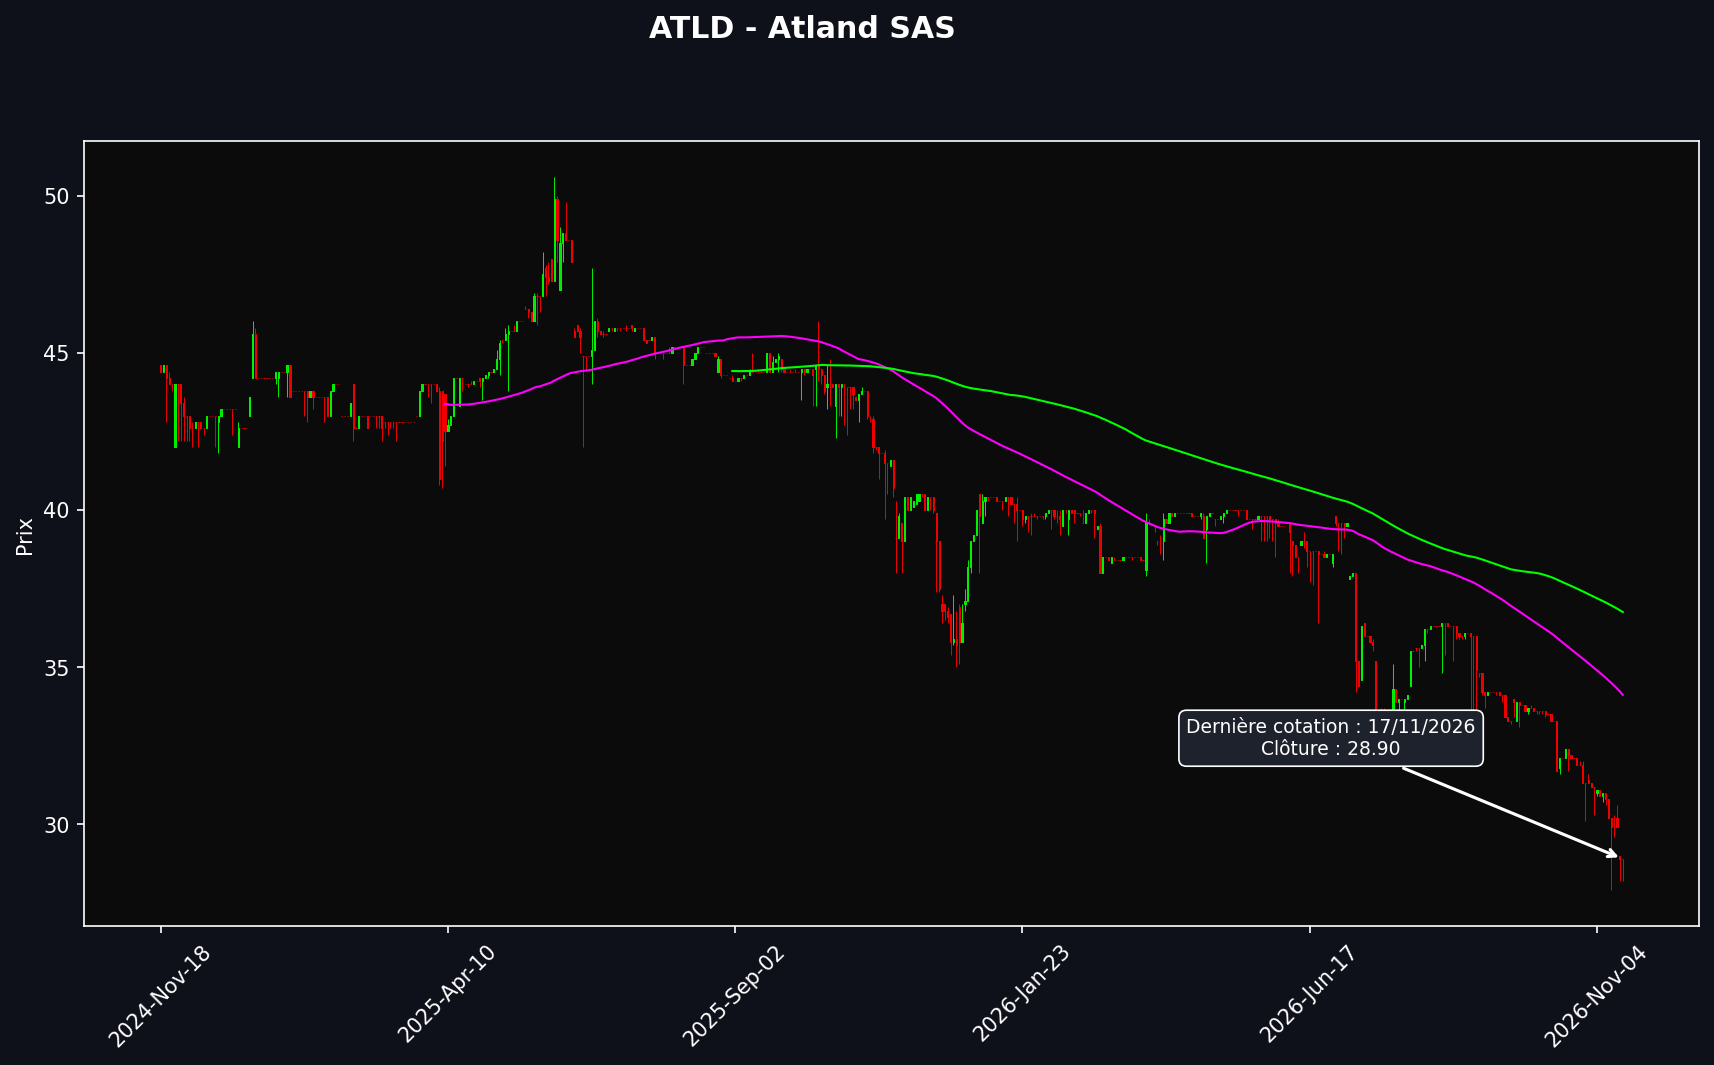 ATLD - Atland SAS
Prix
50
45
40
35
30
Dernière cotation : 17/11/2026
Clôture : 28.90
2024-Nov-18
2025-Apr-10
2025-Sep-02
2026-Jan-23
2026-Jun-17
2026-Nov-04